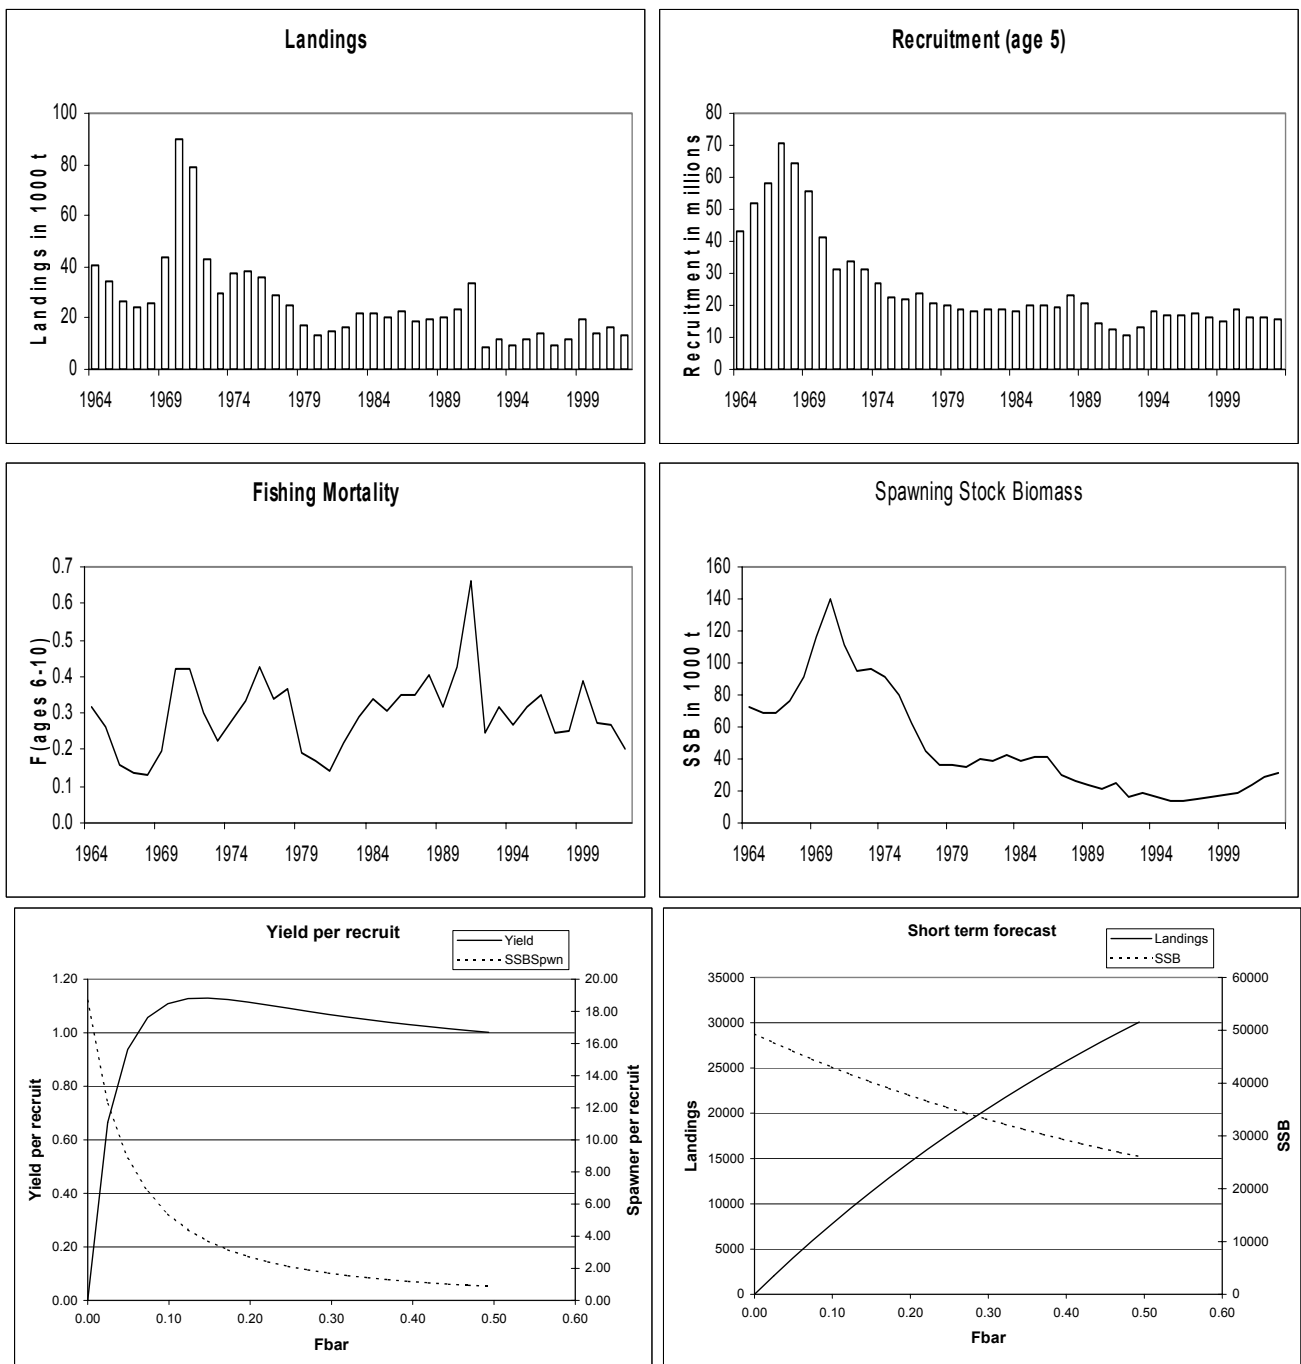 Landings
Landings in 1000 t
100
80
60
40
20
0
1964 1969 1974 1979 1984 1989 1994 1999
Recruitment (age 5)
Recruitment in millions
80
70
60
50
40
30
20
10
0
1964 1969 1974 1979 1984 1989 1994 1999
Fishing Mortality
F(ages 6-10)
0.7
0.6
0.5
0.4
0.3
0.2
0.1
0.0
1964 1969 1974 1979 1984 1989 1994 1999
Spawning Stock Biomass
SSB in 1000 t
160
140
120
100
80
60
40
20
0
1964 1969 1974 1979 1984 1989 1994 1999
Yield per recruit
Yield
SSBSpwn
Yield per recruit
1.20
1.00
0.80
0.60
0.40
0.20
0.00
20.00
18.00
16.00
14.00
12.00
10.00
8.00
6.00
4.00
2.00
0.00
Spawner per recruit
0.00 0.10 0.20 0.30 0.40 0.50 0.60
Fbar
Short term forecast
Landings
SSB
Landings
35000
30000
25000
20000
15000
10000
5000
0
60000
50000
40000
30000
20000
10000
0
SSB
0.00 0.10 0.20 0.30 0.40 0.50 0.60
Fbar